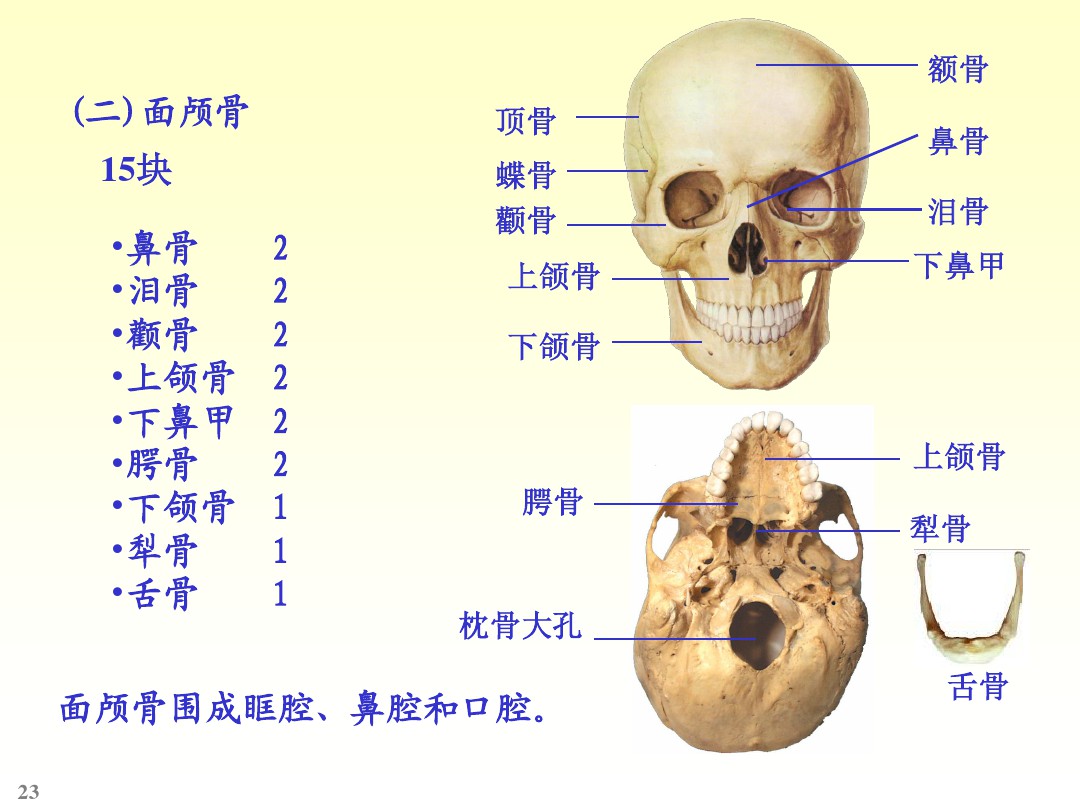 (二)面颅骨
15块
•鼻骨 2
•泪骨 2
•颧骨 2
•上颌骨 2
•下鼻甲 2
•腭骨 2
•下颌骨 1
•犁骨 1
•舌骨 1
面颅骨围成眶腔、鼻腔和口腔。
顶骨
蝶骨
颧骨
上颌骨
下颌骨
额骨
鼻骨
泪骨
下鼻甲
腭骨
枕骨大孔
上颌骨
犁骨
舌骨
23